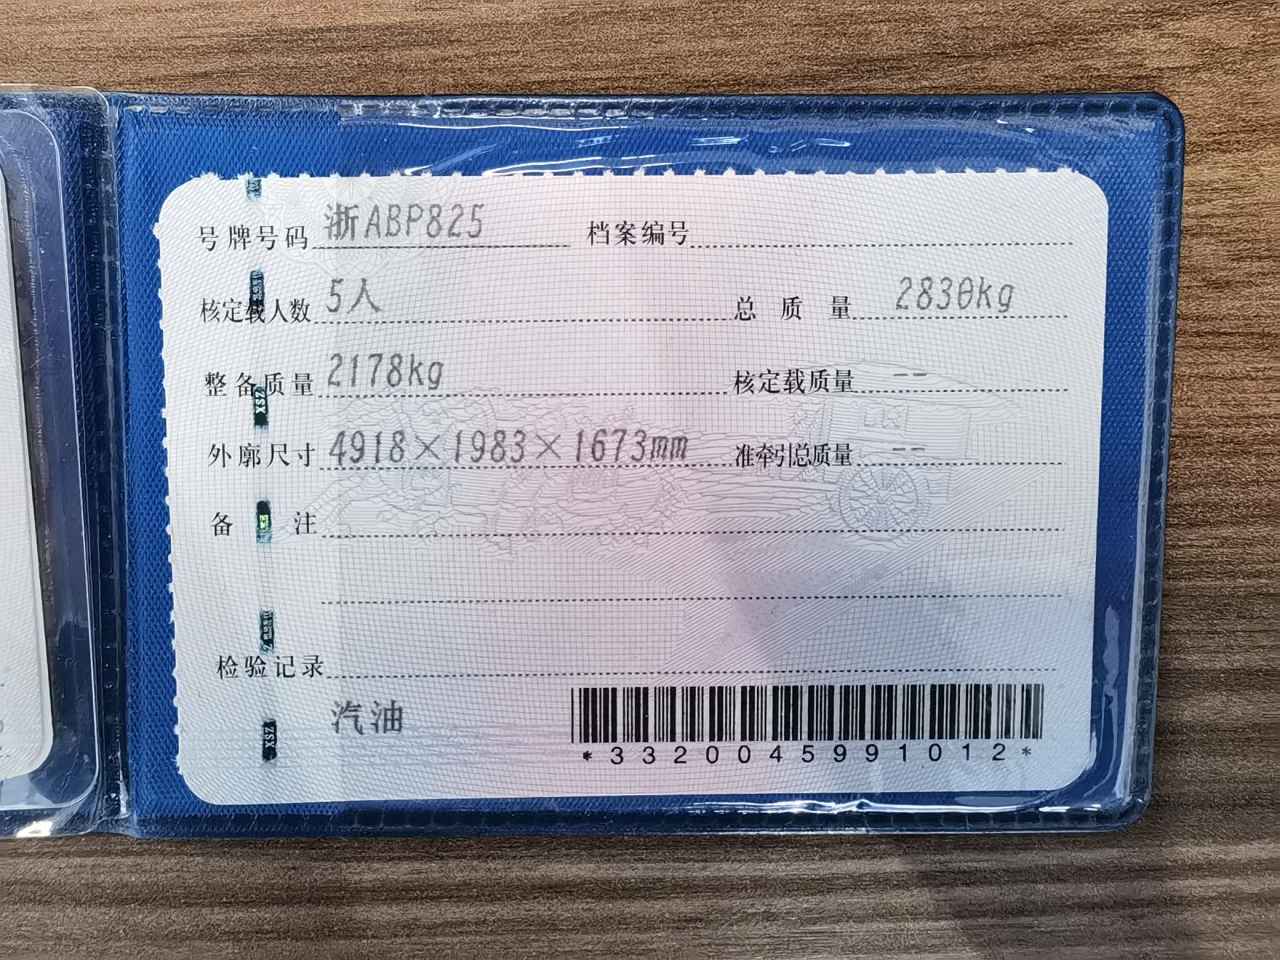 号牌号码 浙ABP825 档案编号
核定载人数 5人 总质量 2830kg
整备质量 2178kg 核定载质量 --
外廓尺寸 4918×1983×1673mm 准牵引总质量 --
备注
检验记录
汽油
*3320045991012*
XSZ
XSZ